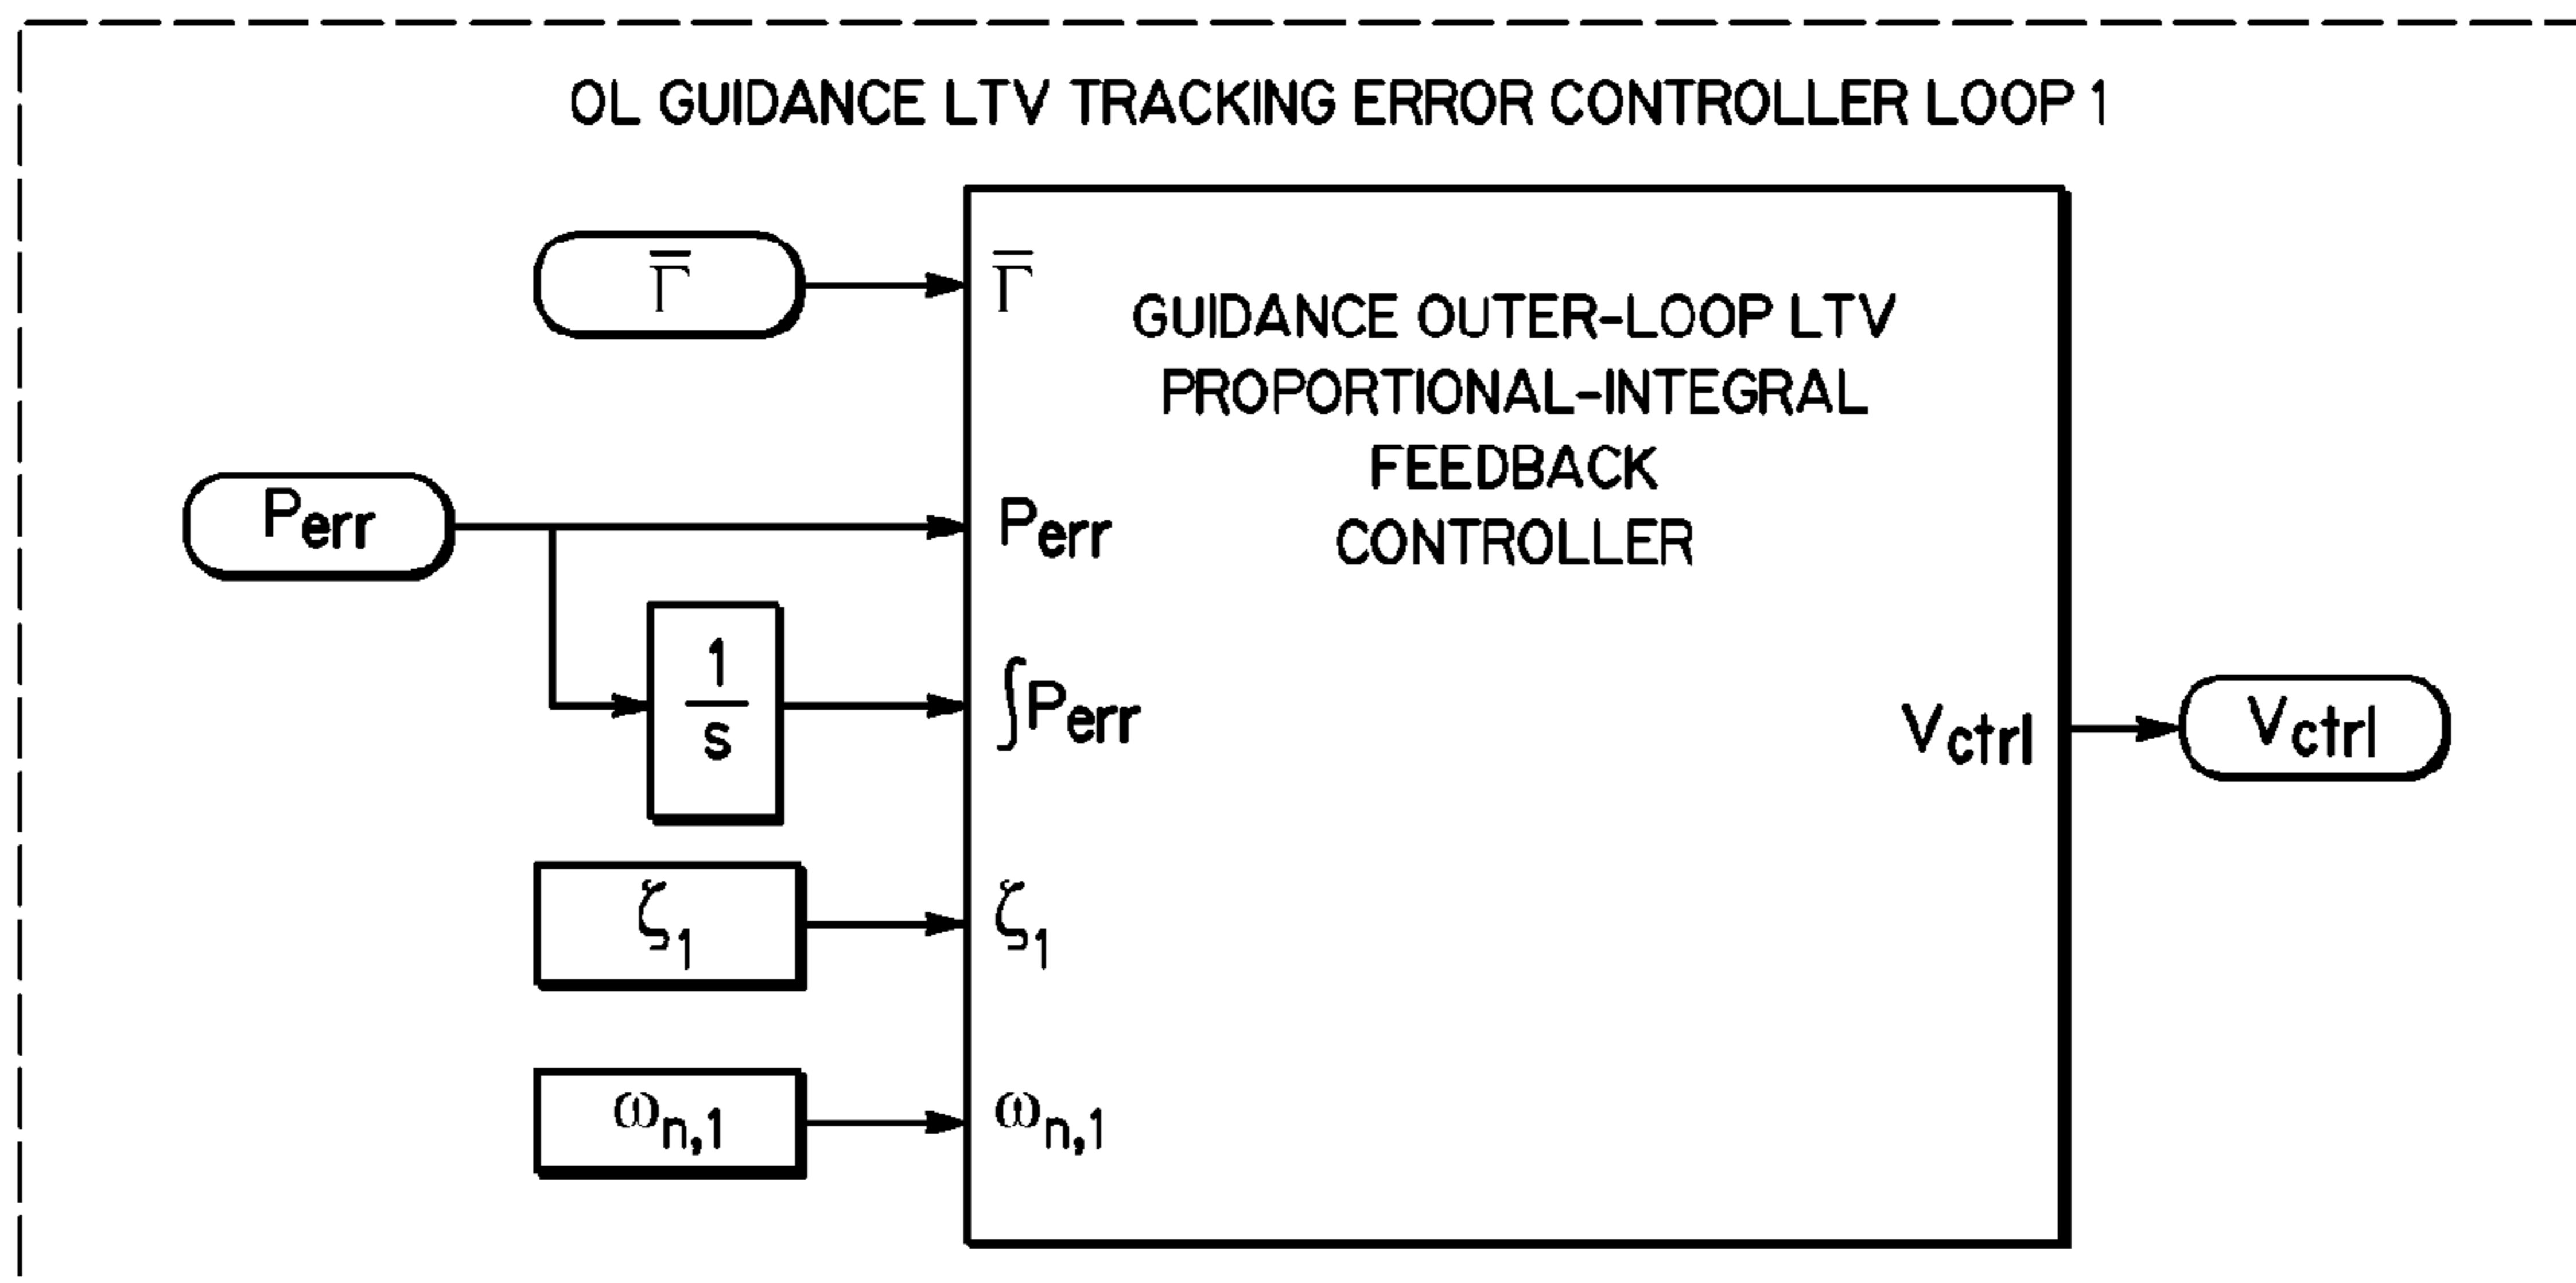 OL GUIDANCE LTV TRACKING ERROR CONTROLLER LOOP 1
Γ̿
Γ̿
GUIDANCE OUTER-LOOP LTV
PROPORTIONAL-INTEGRAL
FEEDBACK
CONTROLLER
Perr
Perr
1
s
∫Perr
Vctrl
Vctrl
ζ1
ζ1
ωn,1
ωn,1